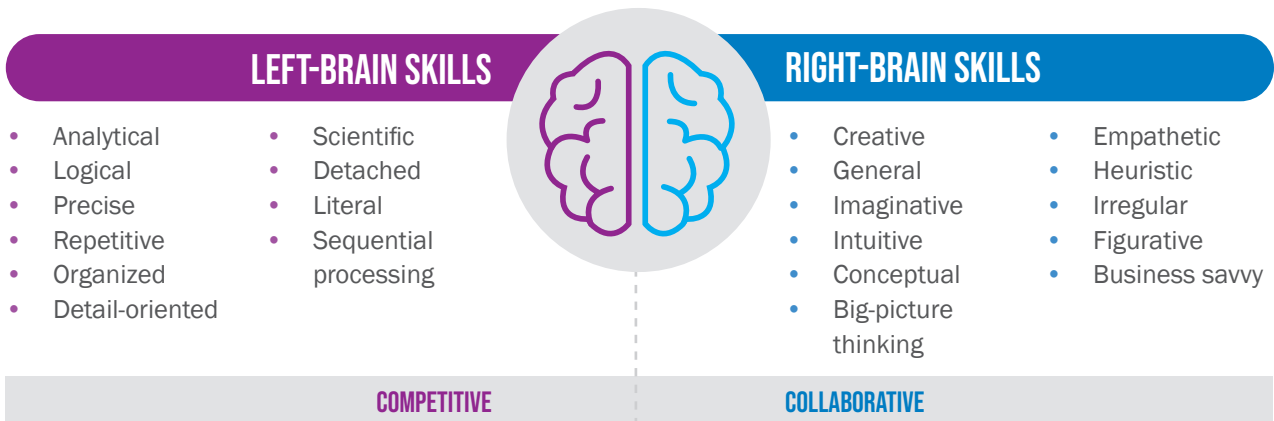 LEFT-BRAIN SKILLS
Analytical
Logical
Precise
Repetitive
Organized
Detail-oriented
Scientific
Detached
Literal
Sequential
processing
RIGHT-BRAIN SKILLS
Creative
General
Imaginative
Intuitive
Conceptual
Big-picture
thinking
Empathetic
Heuristic
Irregular
Figurative
Business savvy
COMPETITIVE
COLLABORATIVE